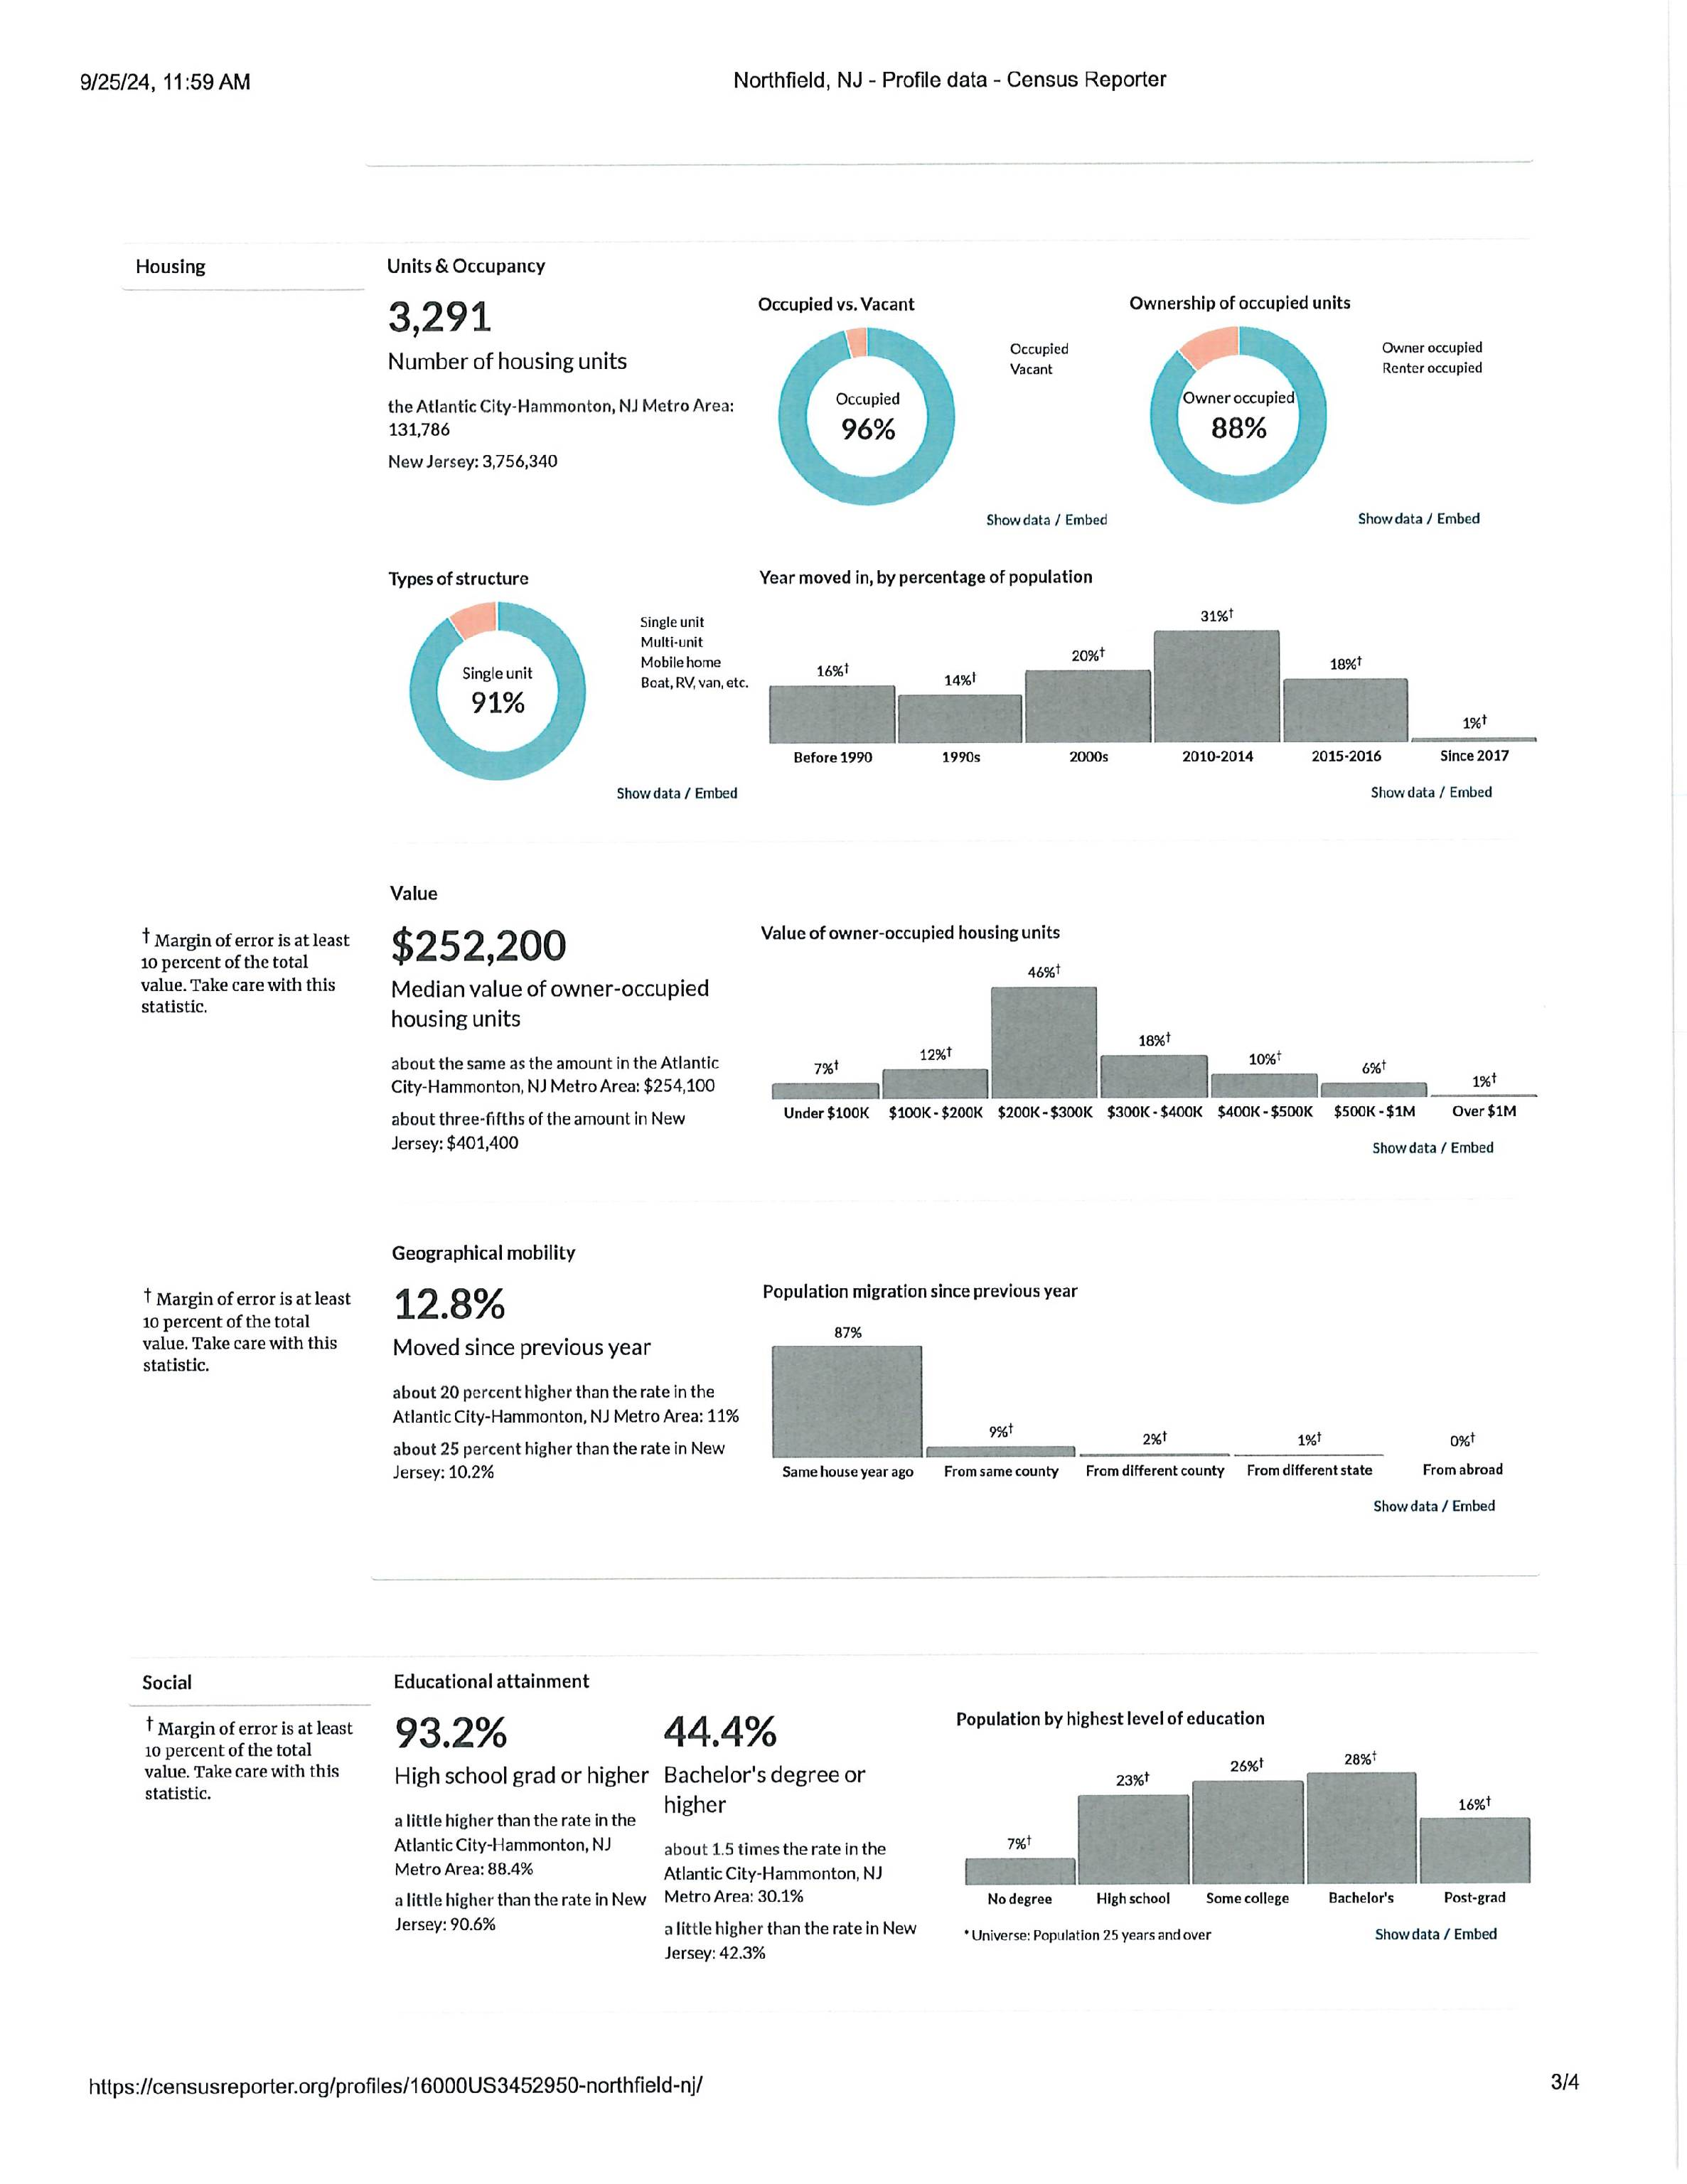 9/25/24, 11:59 AM
Northfield, NJ - Profile data - Census Reporter
Housing
Units & Occupancy
3,291
Number of housing units
the Atlantic City-Hammonton, NJ Metro Area:
131,786
New Jersey: 3,756,340
Occupied vs. Vacant
Occupied
96%
Occupied
Vacant
Show data / Embed
Ownership of occupied units
Owner occupied
88%
Owner occupied
Renter occupied
Show data / Embed
Types of structure
Single unit
91%
Single unit
Multi-unit
Mobile home
Boat, RV, van, etc.
Show data / Embed
Year moved in, by percentage of population
16%† 14%† 20%† 31%† 18%† 1%†
Before 1990 1990s 2000s 2010-2014 2015-2016 Since 2017
Show data / Embed
Value
† Margin of error is at least
10 percent of the total
value. Take care with this
statistic.
$252,200
Median value of owner-occupied
housing units
about the same as the amount in the Atlantic
City-Hammonton, NJ Metro Area: $254,100
about three-fifths of the amount in New
Jersey: $401,400
Value of owner-occupied housing units
7%† 12%† 46%† 18%† 10%† 6%† 1%†
Under $100K $100K - $200K $200K - $300K $300K - $400K $400K - $500K $500K - $1M Over $1M
Show data / Embed
Geographical mobility
† Margin of error is at least
10 percent of the total
value. Take care with this
statistic.
12.8%
Moved since previous year
about 20 percent higher than the rate in the
Atlantic City-Hammonton, NJ Metro Area: 11%
about 25 percent higher than the rate in New
Jersey: 10.2%
Population migration since previous year
87% 9%† 2%† 1%† 0%†
Same house year ago From same county From different county From different state From abroad
Show data / Embed
Social
† Margin of error is at least
10 percent of the total
value. Take care with this
statistic.
Educational attainment
93.2%
High school grad or higher
a little higher than the rate in the
Atlantic City-Hammonton, NJ
Metro Area: 88.4%
a little higher than the rate in New
Jersey: 90.6%
44.4%
Bachelor's degree or
higher
about 1.5 times the rate in the
Atlantic City-Hammonton, NJ
Metro Area: 30.1%
a little higher than the rate in New
Jersey: 42.3%
Population by highest level of education
7%† 23%† 26%† 28%† 16%†
No degree High school Some college Bachelor's Post-grad
* Universe: Population 25 years and over
Show data / Embed
https://censusreporter.org/profiles/16000US3452950-northfield-nj/
3/4